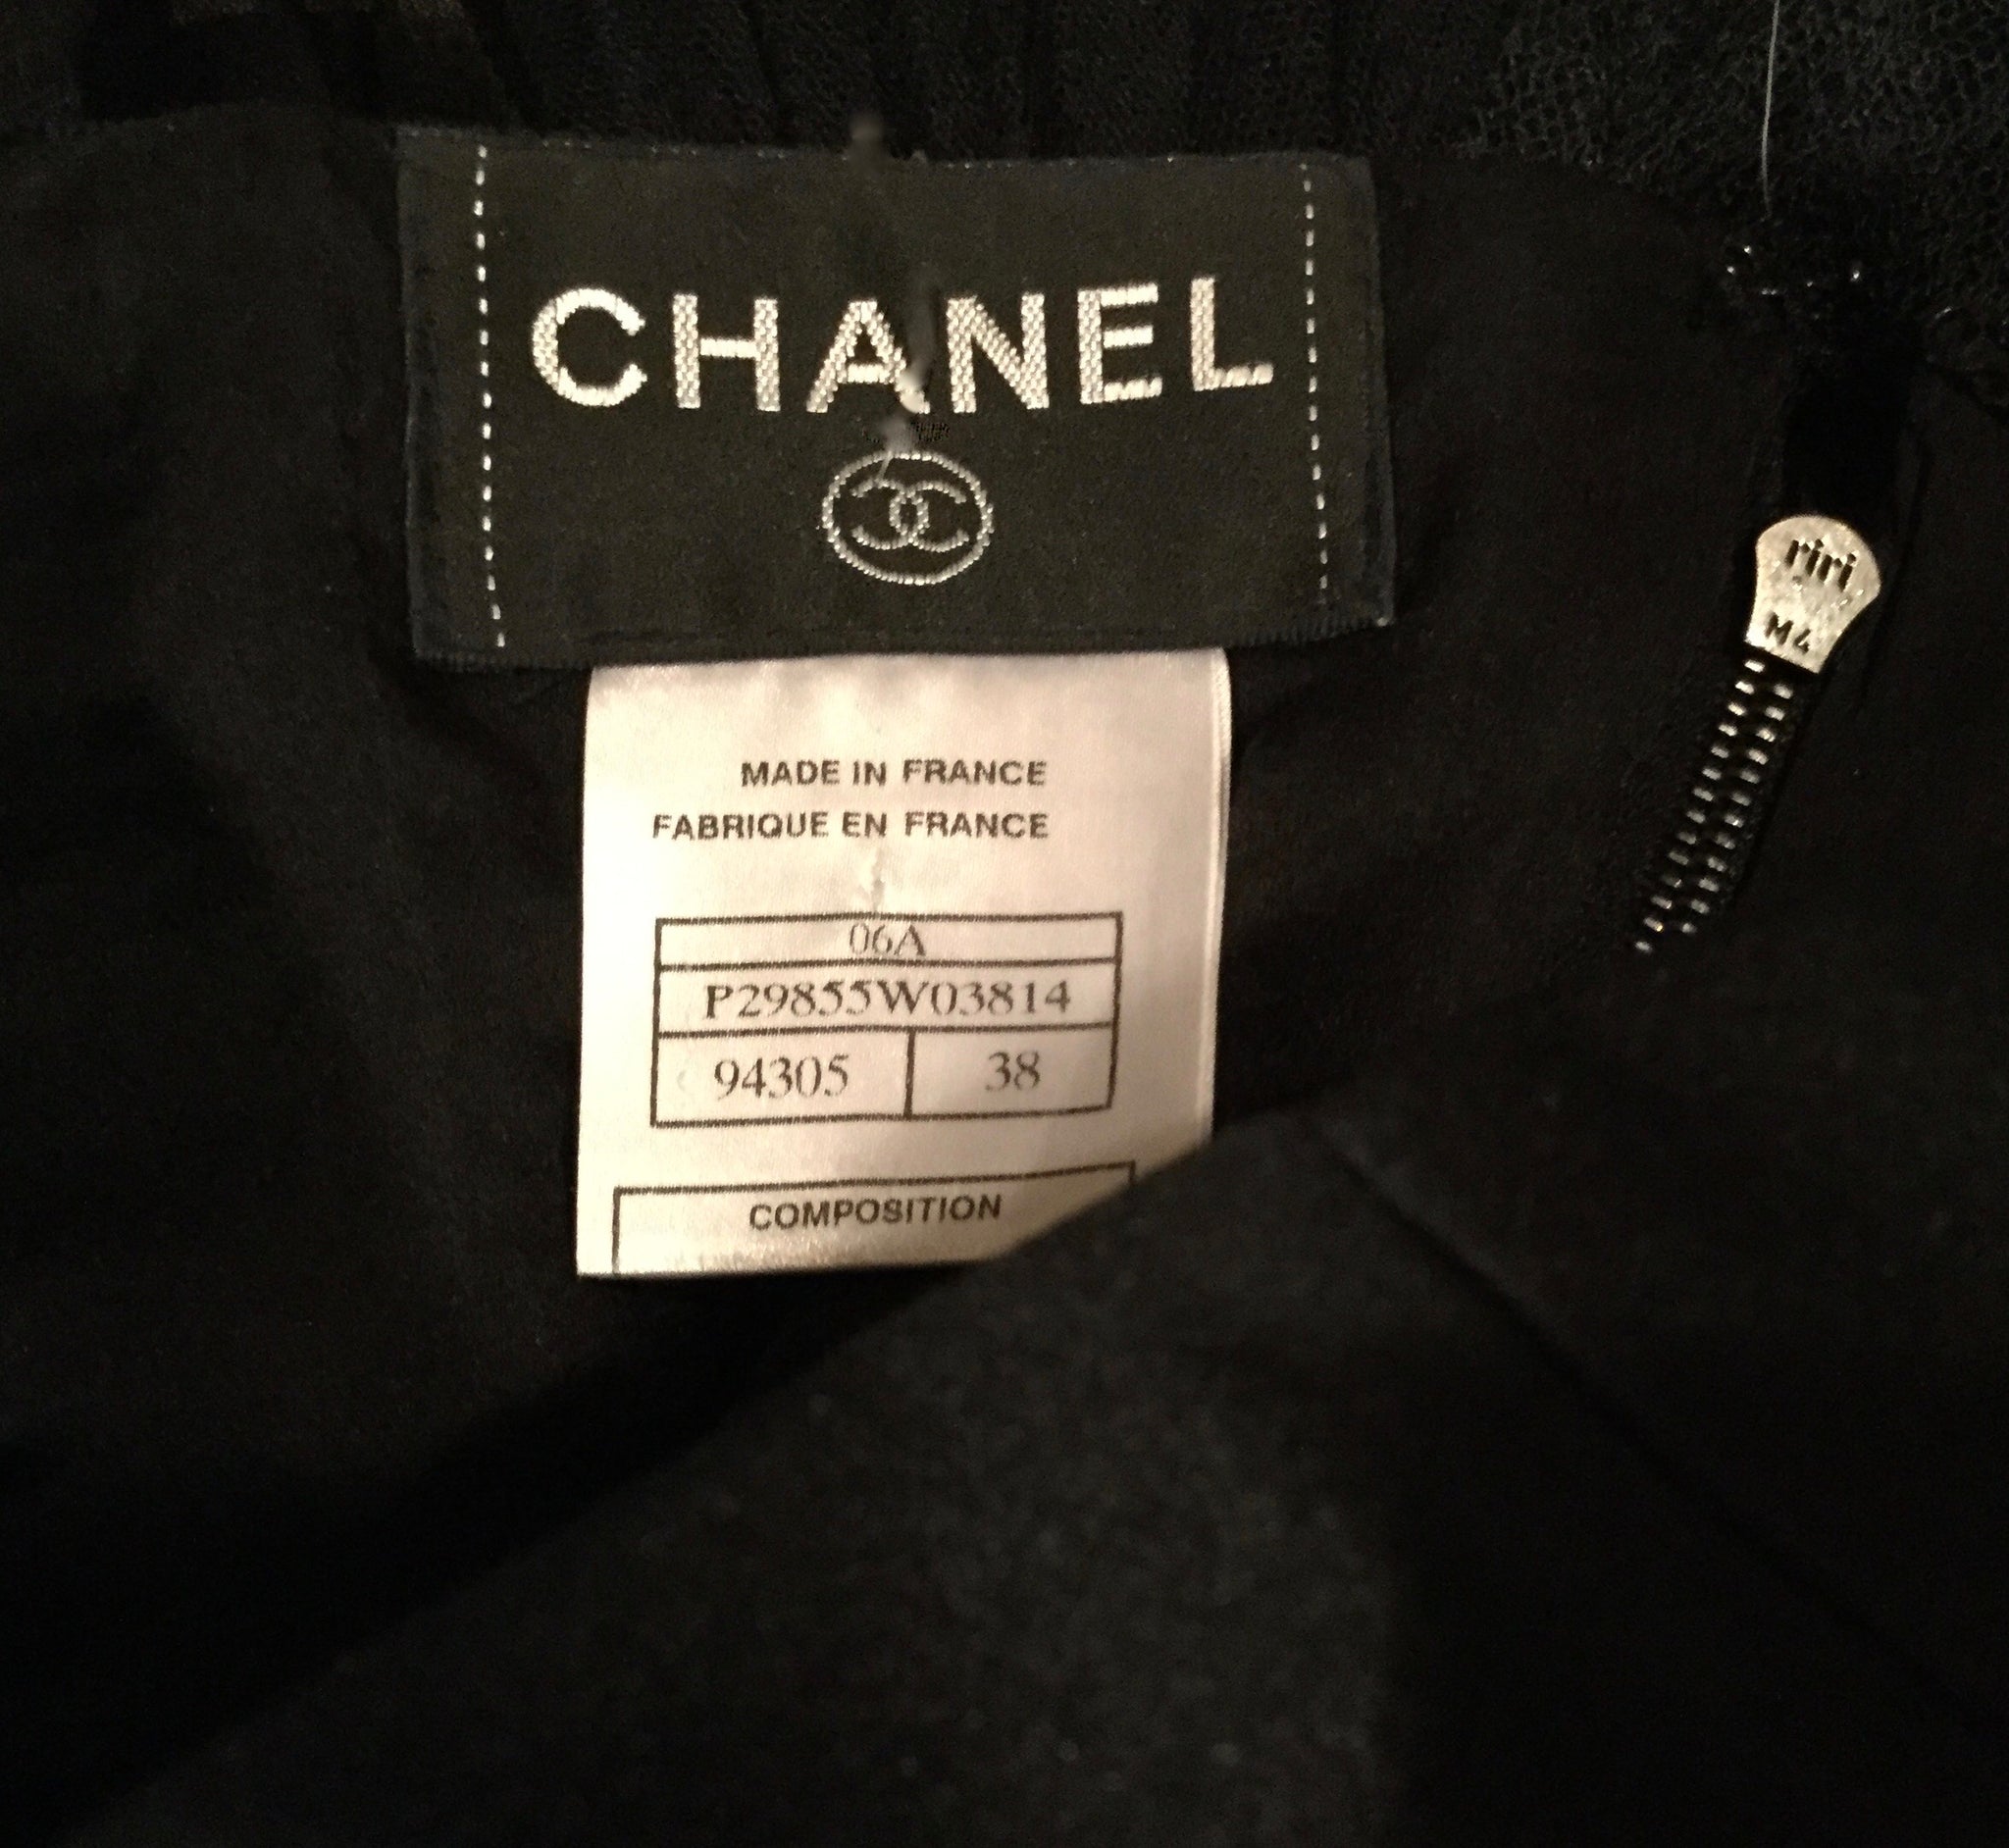 CHANEL
riri
M4
MADE IN FRANCE
FABRIQUE EN FRANCE
06A
P29855W03814
94305 38
COMPOSITION